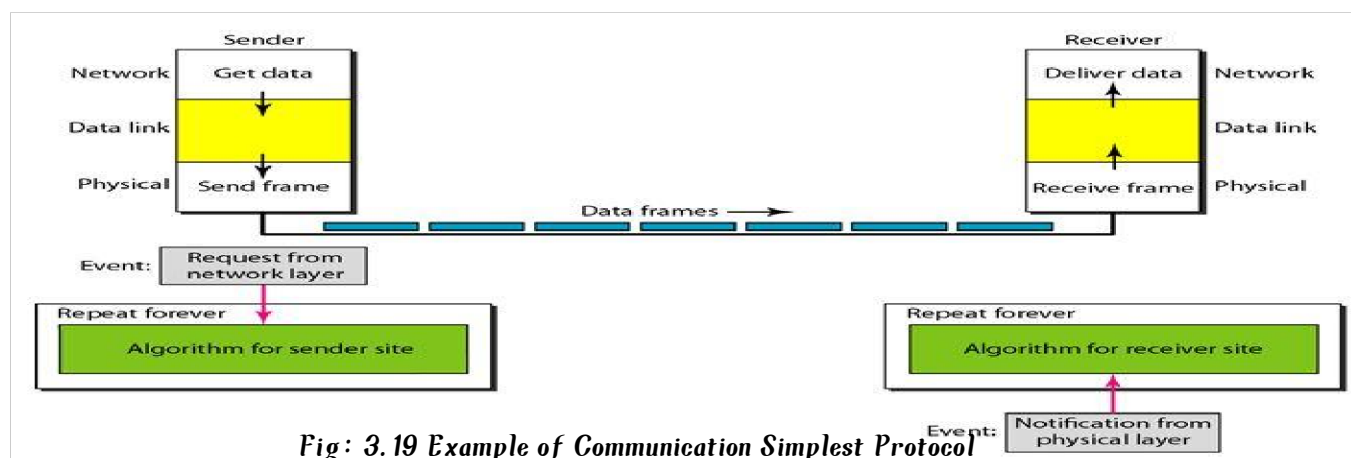 Sender
Receiver
Network
Get data
Deliver data
Network
Data link
Data link
Physical
Send frame
Receive frame
Physical
Data frames
Event:
Request from
network layer
Repeat forever
Algorithm for sender site
Repeat forever
Algorithm for receiver site
Event:
Notification from
physical layer
Fig: 3.19 Example of Communication Simplest Protocol